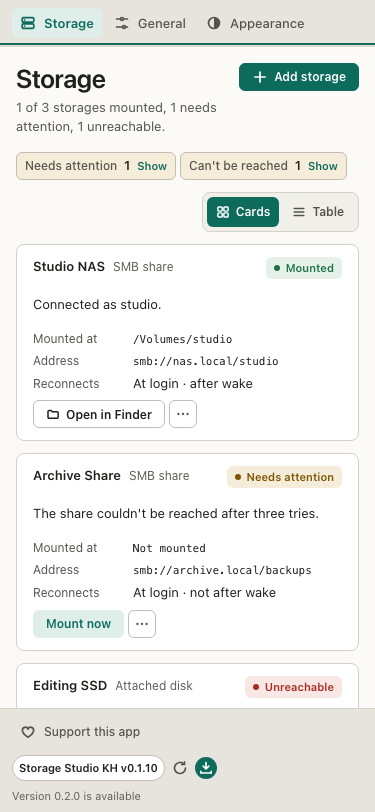 Storage General Appearance
Storage
Add storage
1 of 3 storages mounted, 1 needs
attention, 1 unreachable.
Needs attention 1 Show Can't be reached 1 Show
Cards Table
Studio NAS SMB share Mounted
Connected as studio.
Mounted at /Volumes/studio
Address smb://nas.local/studio
Reconnects At login · after wake
Open in Finder ···
Archive Share SMB share Needs attention
The share couldn't be reached after three tries.
Mounted at Not mounted
Address smb://archive.local/backups
Reconnects At login · not after wake
Mount now ···
Editing SSD Attached disk Unreachable
Support this app
Storage Studio KH v0.1.10
Version 0.2.0 is available